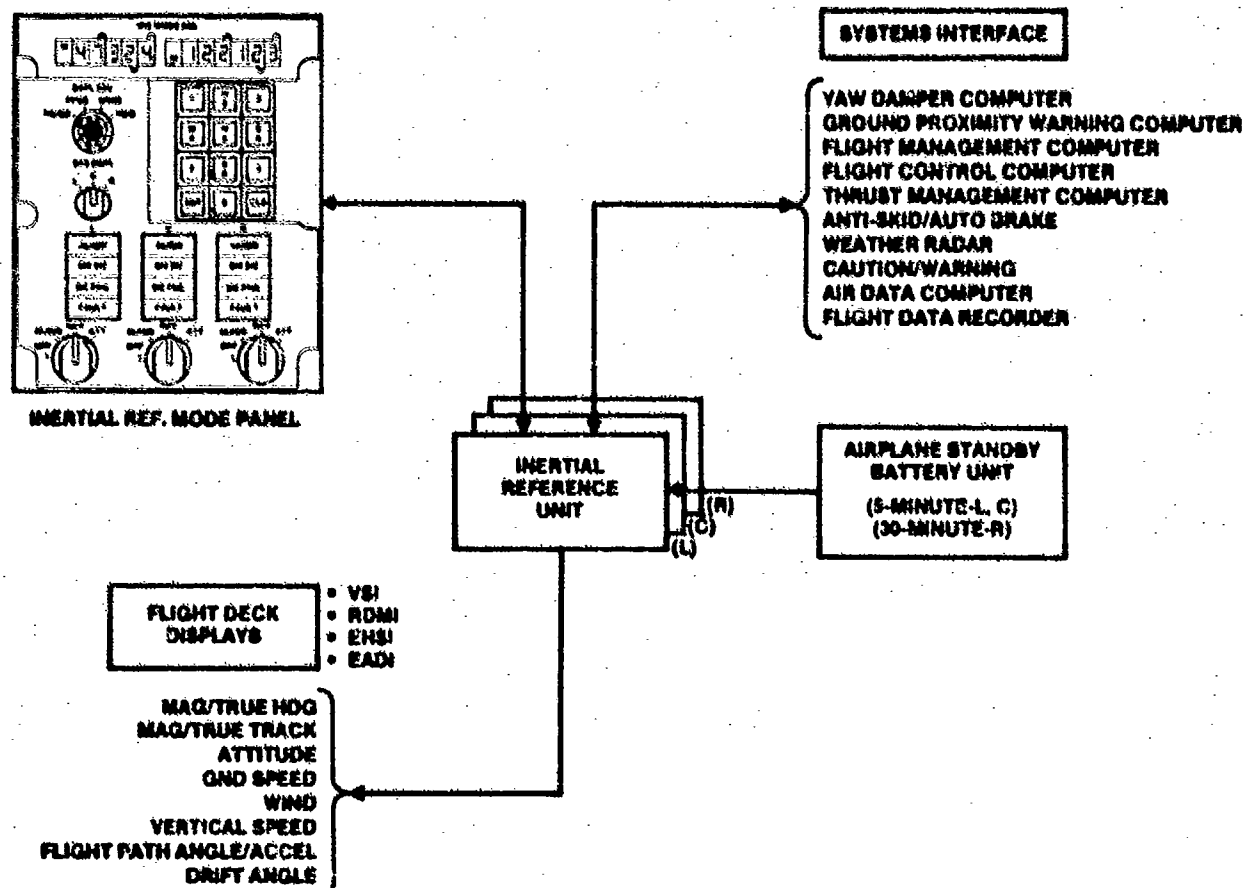 SYSTEMS INTERFACE
YAW DAMPER COMPUTER
GROUND PROXIMITY WARNING COMPUTER
FLIGHT MANAGEMENT COMPUTER
FLIGHT CONTROL COMPUTER
THRUST MANAGEMENT COMPUTER
ANTI-SKID/AUTO BRAKE
WEATHER RADAR
CAUTION/WARNING
AIR DATA COMPUTER
FLIGHT DATA RECORDER
INERTIAL REF. MODE PANEL
INERTIAL
REFERENCE
UNIT
(R)
(C)
(L)
AIRPLANE STANDBY
BATTERY UNIT
(5-MINUTE-L, C)
(30-MINUTE-R)
FLIGHT DECK
DISPLAYS
• VSI
• RDMI
• EHSI
• EADI
MAG/TRUE HDG
MAG/TRUE TRACK
ATTITUDE
GND SPEED
WIND
VERTICAL SPEED
FLIGHT PATH ANGLE/ACCEL
DRIFT ANGLE